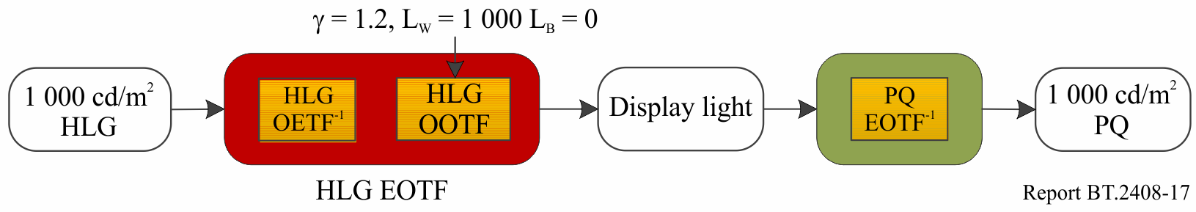 γ = 1.2, L_W = 1 000 L_B = 0
1 000 cd/m²
HLG
HLG
OETF⁻¹
HLG
OOTF
Display light
PQ
EOTF⁻¹
1 000 cd/m²
PQ
HLG EOTF
Report BT.2408-17